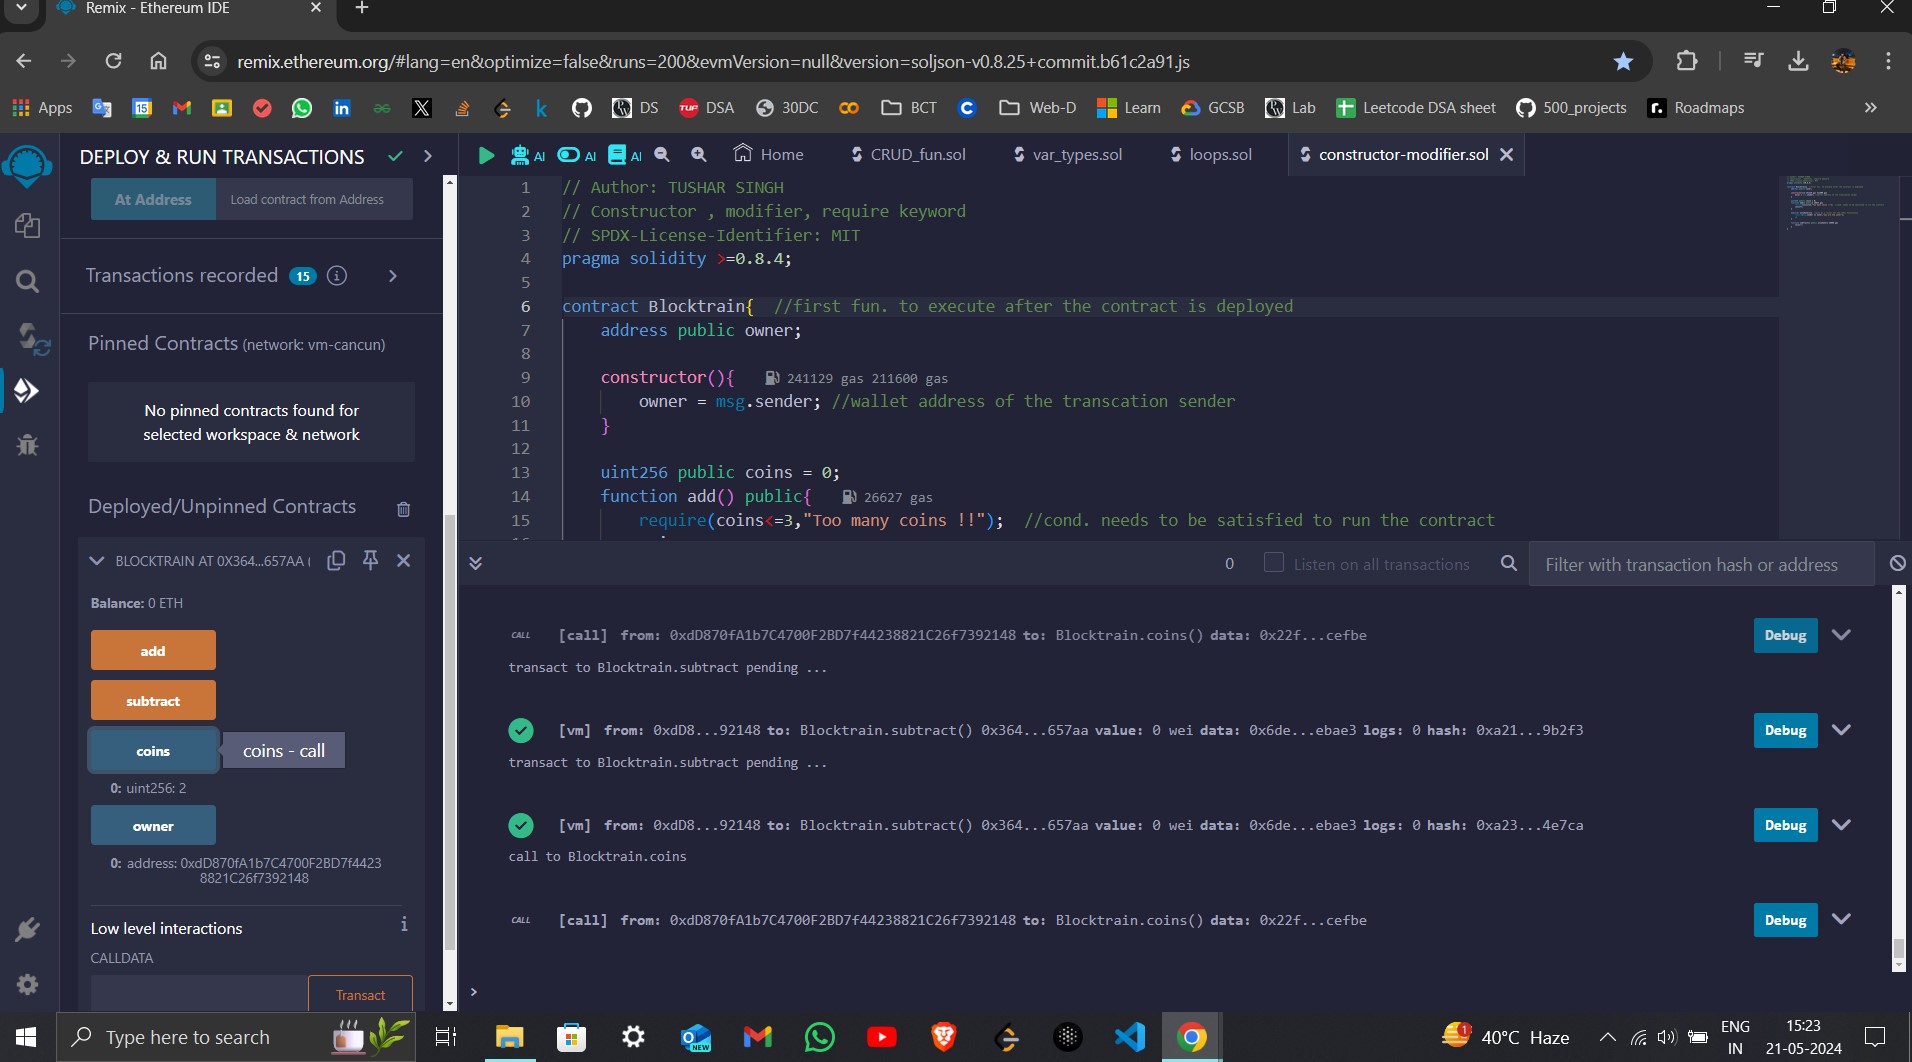 Remix - Ethereum IDE
remix.ethereum.org/#lang=en&optimize=false&runs=200&evmVersion=null&version=soljson-v0.8.25+commit.b61c2a91.js
Apps 15 DS TUF DSA 30DC BCT Web-D Learn GCSB Lab Leetcode DSA sheet 500_projects Roadmaps
DEPLOY & RUN TRANSACTIONS
At Address Load contract from Address
Transactions recorded 15 i
Pinned Contracts (network: vm-cancun)
No pinned contracts found for
selected workspace & network
Deployed/Unpinned Contracts
BLOCKTRAIN AT 0X364...657AA (
Balance: 0 ETH
add
subtract
coins
coins - call
0: uint256: 2
owner
0: address: 0xdD870fA1b7C4700F2BD7f4423
8821C26f7392148
Low level interactions i
CALLDATA
Transact
AI AI AI Home CRUD_fun.sol var_types.sol loops.sol constructor-modifier.sol
1 // Author: TUSHAR SINGH
2 // Constructor , modifier, require keyword
3 // SPDX-License-Identifier: MIT
4 pragma solidity >=0.8.4;
5
6 contract Blocktrain{ //first fun. to execute after the contract is deployed
7 address public owner;
8
9 constructor(){ 241129 gas 211600 gas
10 owner = msg.sender; //wallet address of the transcation sender
11 }
12
13 uint256 public coins = 0;
14 function add() public{ 26627 gas
15 require(coins<=3,"Too many coins !!"); //cond. needs to be satisfied to run the contract
0 Listen on all transactions Filter with transaction hash or address
CALL [call] from: 0xdD870fA1b7C4700F2BD7f44238821C26f7392148 to: Blocktrain.coins() data: 0x22f...cefbe Debug
transact to Blocktrain.subtract pending ...
[vm] from: 0xdD8...92148 to: Blocktrain.subtract() 0x364...657aa value: 0 wei data: 0x6de...ebae3 logs: 0 hash: 0xa21...9b2f3 Debug
transact to Blocktrain.subtract pending ...
[vm] from: 0xdD8...92148 to: Blocktrain.subtract() 0x364...657aa value: 0 wei data: 0x6de...ebae3 logs: 0 hash: 0xa23...4e7ca Debug
call to Blocktrain.coins
CALL [call] from: 0xdD870fA1b7C4700F2BD7f44238821C26f7392148 to: Blocktrain.coins() data: 0x22f...cefbe Debug
>
Type here to search NEW 1 40°C Haze ENG 15:23
IN 21-05-2024